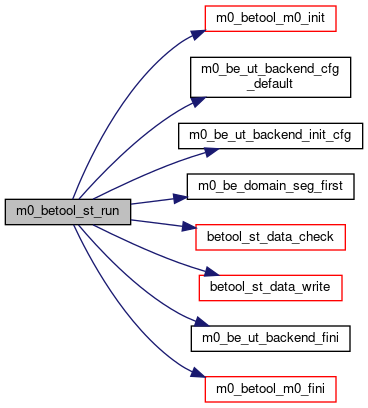 m0_betool_m0_init
m0_be_ut_backend_cfg
_default
m0_be_ut_backend_init_cfg
m0_be_domain_seg_first
m0_betool_st_run
betool_st_data_check
betool_st_data_write
m0_be_ut_backend_fini
m0_betool_m0_fini